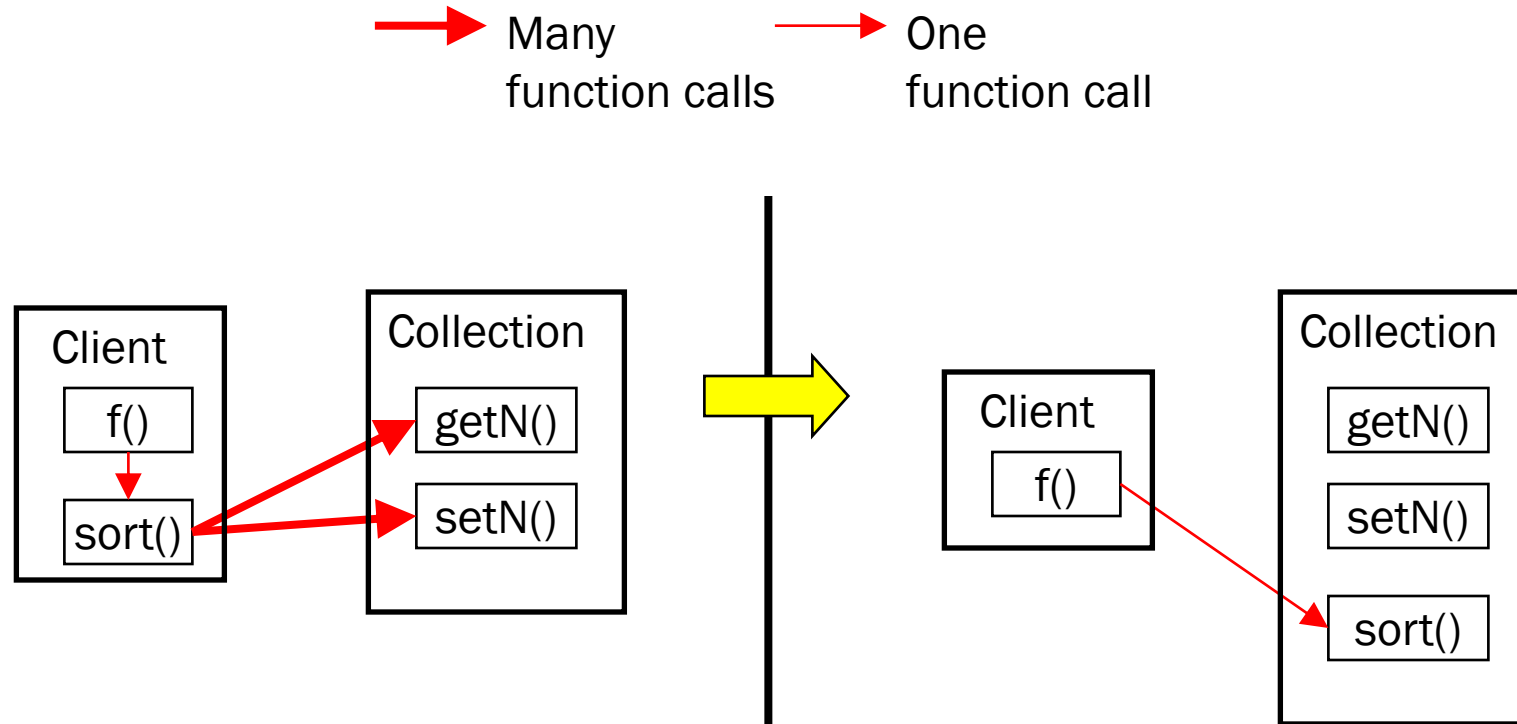 Many
function calls
One
function call
Client
f()
sort()
Collection
getN()
setN()
Client
f()
Collection
getN()
setN()
sort()